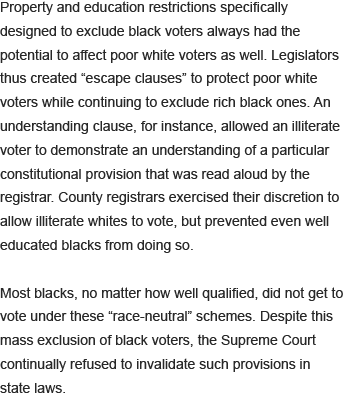 Property and education restrictions specifically
designed to exclude black voters always had the
potential to affect poor white voters as well. Legislators
thus created “escape clauses” to protect poor white
voters while continuing to exclude rich black ones. An
understanding clause, for instance, allowed an illiterate
voter to demonstrate an understanding of a particular
constitutional provision that was read aloud by the
registrar. County registrars exercised their discretion to
allow illiterate whites to vote, but prevented even well
educated blacks from doing so.

Most blacks, no matter how well qualified, did not get to
vote under these “race-neutral” schemes. Despite this
mass exclusion of black voters, the Supreme Court
continually refused to invalidate such provisions in
state laws.